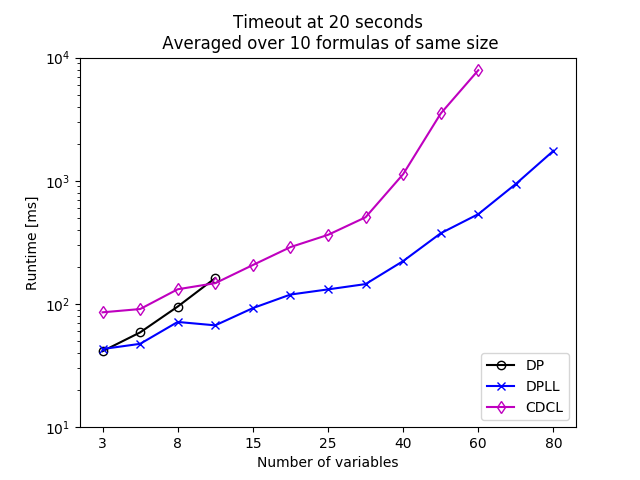 Timeout at 20 seconds
Averaged over 10 formulas of same size
Runtime [ms]
10⁴
10³
10²
10¹
3 8 15 25 40 60 80
Number of variables
DP
DPLL
CDCL